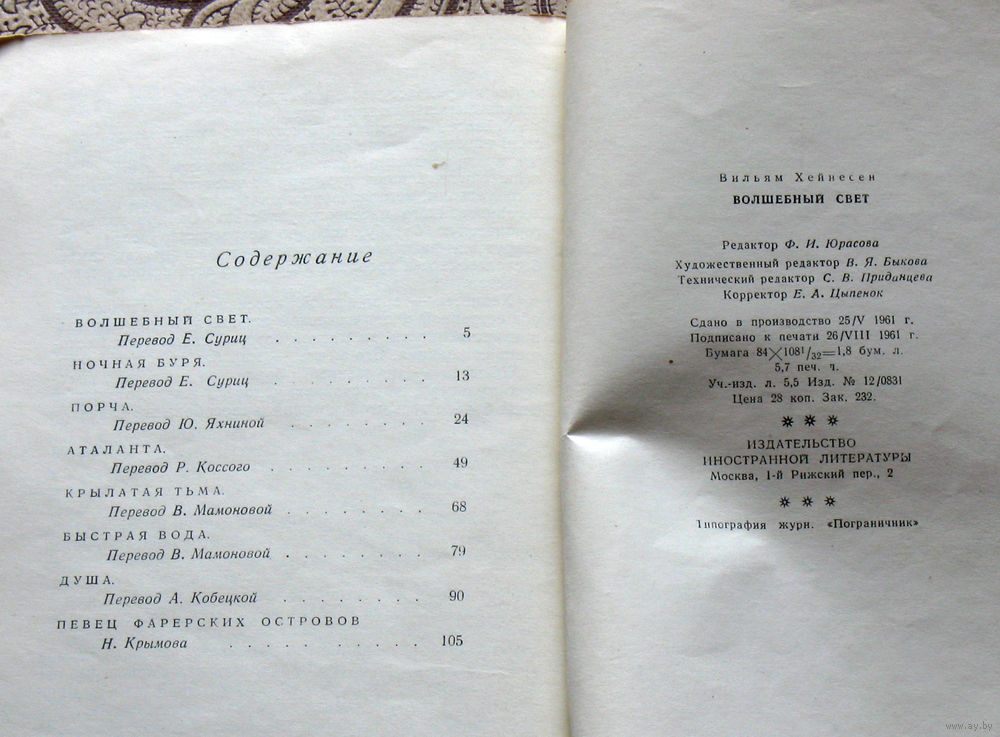 Содержание
ВОЛШЕБНЫЙ СВЕТ.
Перевод Е. Суриц . . . . . . . . . 5
НОЧНАЯ БУРЯ.
Перевод Е. Суриц . . . . . . . . . 13
ПОРЧА.
Перевод Ю. Яхниной . . . . . . . . 24
АТАЛАНТА.
Перевод Р. Коссого . . . . . . . . . 49
КРЫЛАТАЯ ТЬМА.
Перевод В. Мамоновой . . . . . . . . 68
БЫСТРАЯ ВОДА.
Перевод В. Мамоновой . . . . . . . . 79
ДУША.
Перевод А. Кобецкой . . . . . . . . 90
ПЕВЕЦ ФАРЕРСКИХ ОСТРОВОВ
Н. Крымова . . . . . . . . . . 105
Вильям Хейнесен
ВОЛШЕБНЫЙ СВЕТ
Редактор Ф. И. Юрасова
Художественный редактор В. Я. Быкова
Технический редактор С. В. Приданцева
Корректор Е. А. Цыпенок
Сдано в производство 25/V 1961 г.
Подписано к печати 26/VIII 1961 г.
Бумага 84×108¹/₃₂=1,8 бум. л.
5,7 печ. ч.
Уч.-изд. л. 5,5 Изд. № 12/0831
Цена 28 коп. Зак. 232.
ИЗДАТЕЛЬСТВО
ИНОСТРАННОЙ ЛИТЕРАТУРЫ
Москва, 1-й Рижский пер., 2
Типография журн. «Пограничник»
www.ay.by